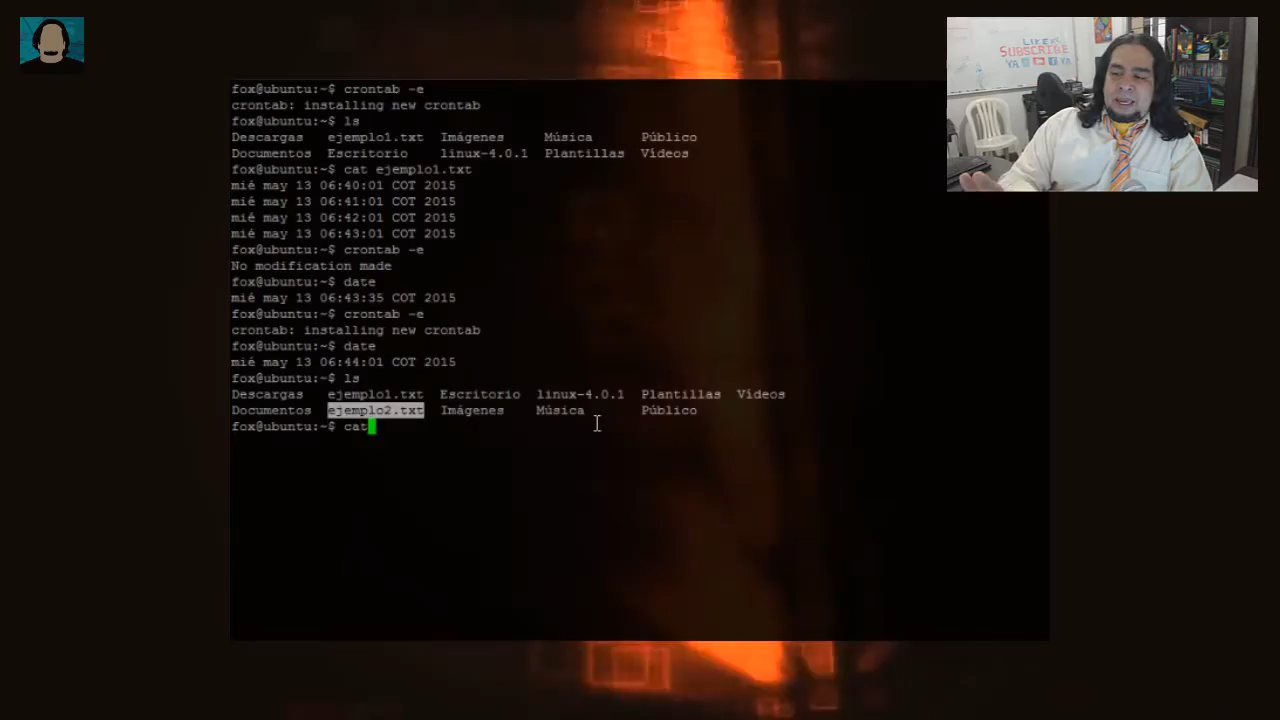 LIKE
SUBSCRIBE
YA YA
fox@ubuntu:~$ crontab -e
crontab: installing new crontab
fox@ubuntu:~$ ls
Descargas ejemplo1.txt Imágenes Música Público
Documentos Escritorio linux-4.0.1 Plantillas Vídeos
fox@ubuntu:~$ cat ejemplo1.txt
mié may 13 06:40:01 COT 2015
mié may 13 06:41:01 COT 2015
mié may 13 06:42:01 COT 2015
mié may 13 06:43:01 COT 2015
fox@ubuntu:~$ crontab -e
No modification made
fox@ubuntu:~$ date
mié may 13 06:43:35 COT 2015
fox@ubuntu:~$ crontab -e
crontab: installing new crontab
fox@ubuntu:~$ date
mié may 13 06:44:01 COT 2015
fox@ubuntu:~$ ls
Descargas ejemplo1.txt Escritorio linux-4.0.1 Plantillas Vídeos
Documentos ejemplo2.txt Imágenes Música Público
fox@ubuntu:~$ cat